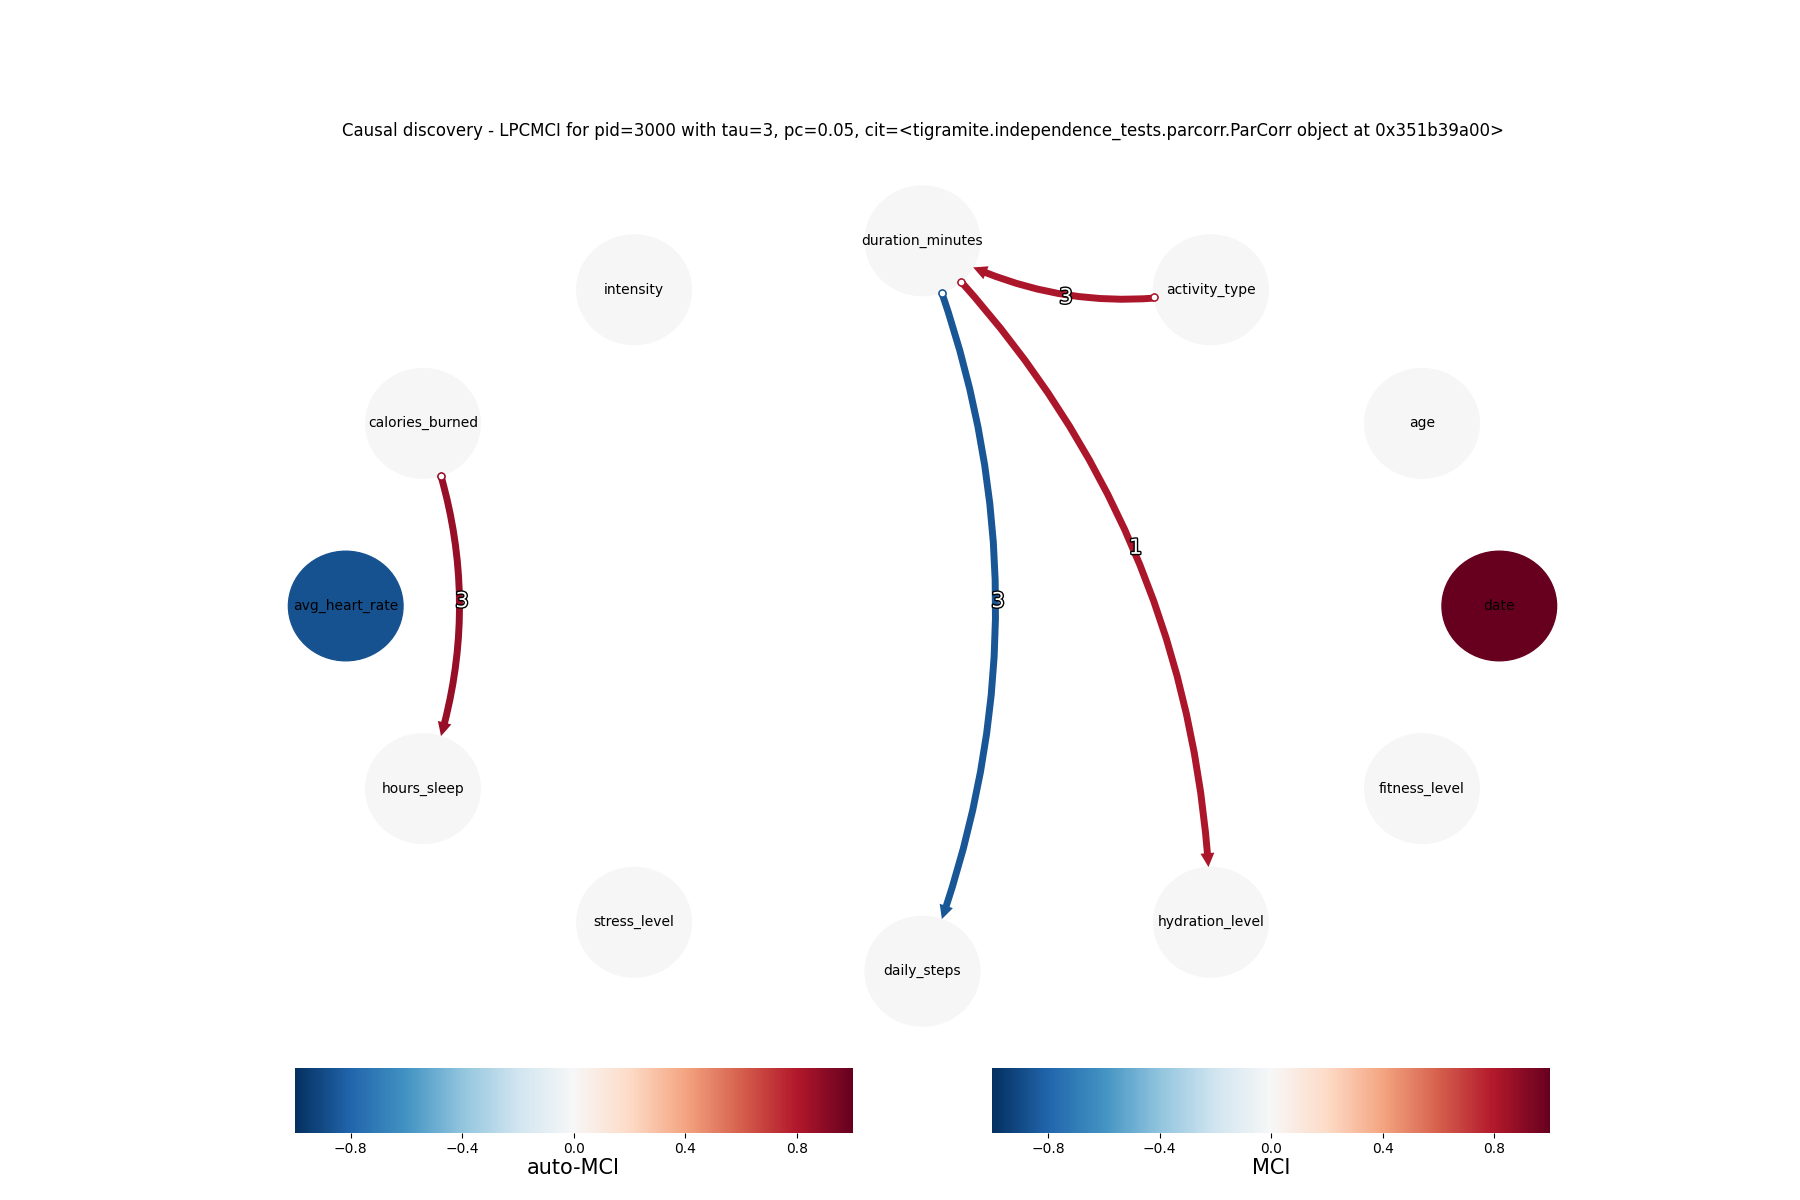 Causal discovery - LPCMCI for pid=3000 with tau=3, pc=0.05, cit=<tigramite.independence_tests.parcorr.ParCorr object at 0x351b39a00>
duration_minutes
intensity
activity_type
3
calories_burned
age
1
avg_heart_rate
3
3
date
hours_sleep
fitness_level
stress_level
hydration_level
daily_steps
−0.8 −0.4 0.0 0.4 0.8
auto-MCI
−0.8 −0.4 0.0 0.4 0.8
MCI